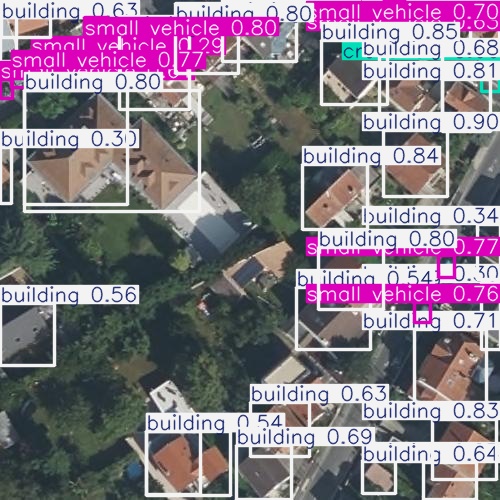 building 0.63
building 0.80
small vehicle 0.70
small vehicle 0.80
building 0.85
building 0.68
small vehicle 0.77
building 0.81
building 0.80
building 0.90
building 0.30
building 0.84
building 0.34
building 0.80
small vehicle 0.77
building 0.54
0.30
building 0.56
small vehicle 0.76
building 0.71
building 0.63
building 0.83
building 0.54
building 0.69
building 0.64